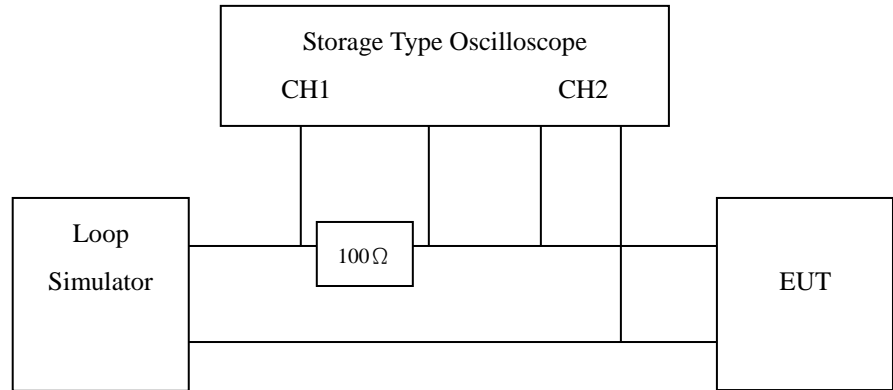 Storage Type Oscilloscope
CH1 CH2
Loop
Simulator
100Ω
EUT